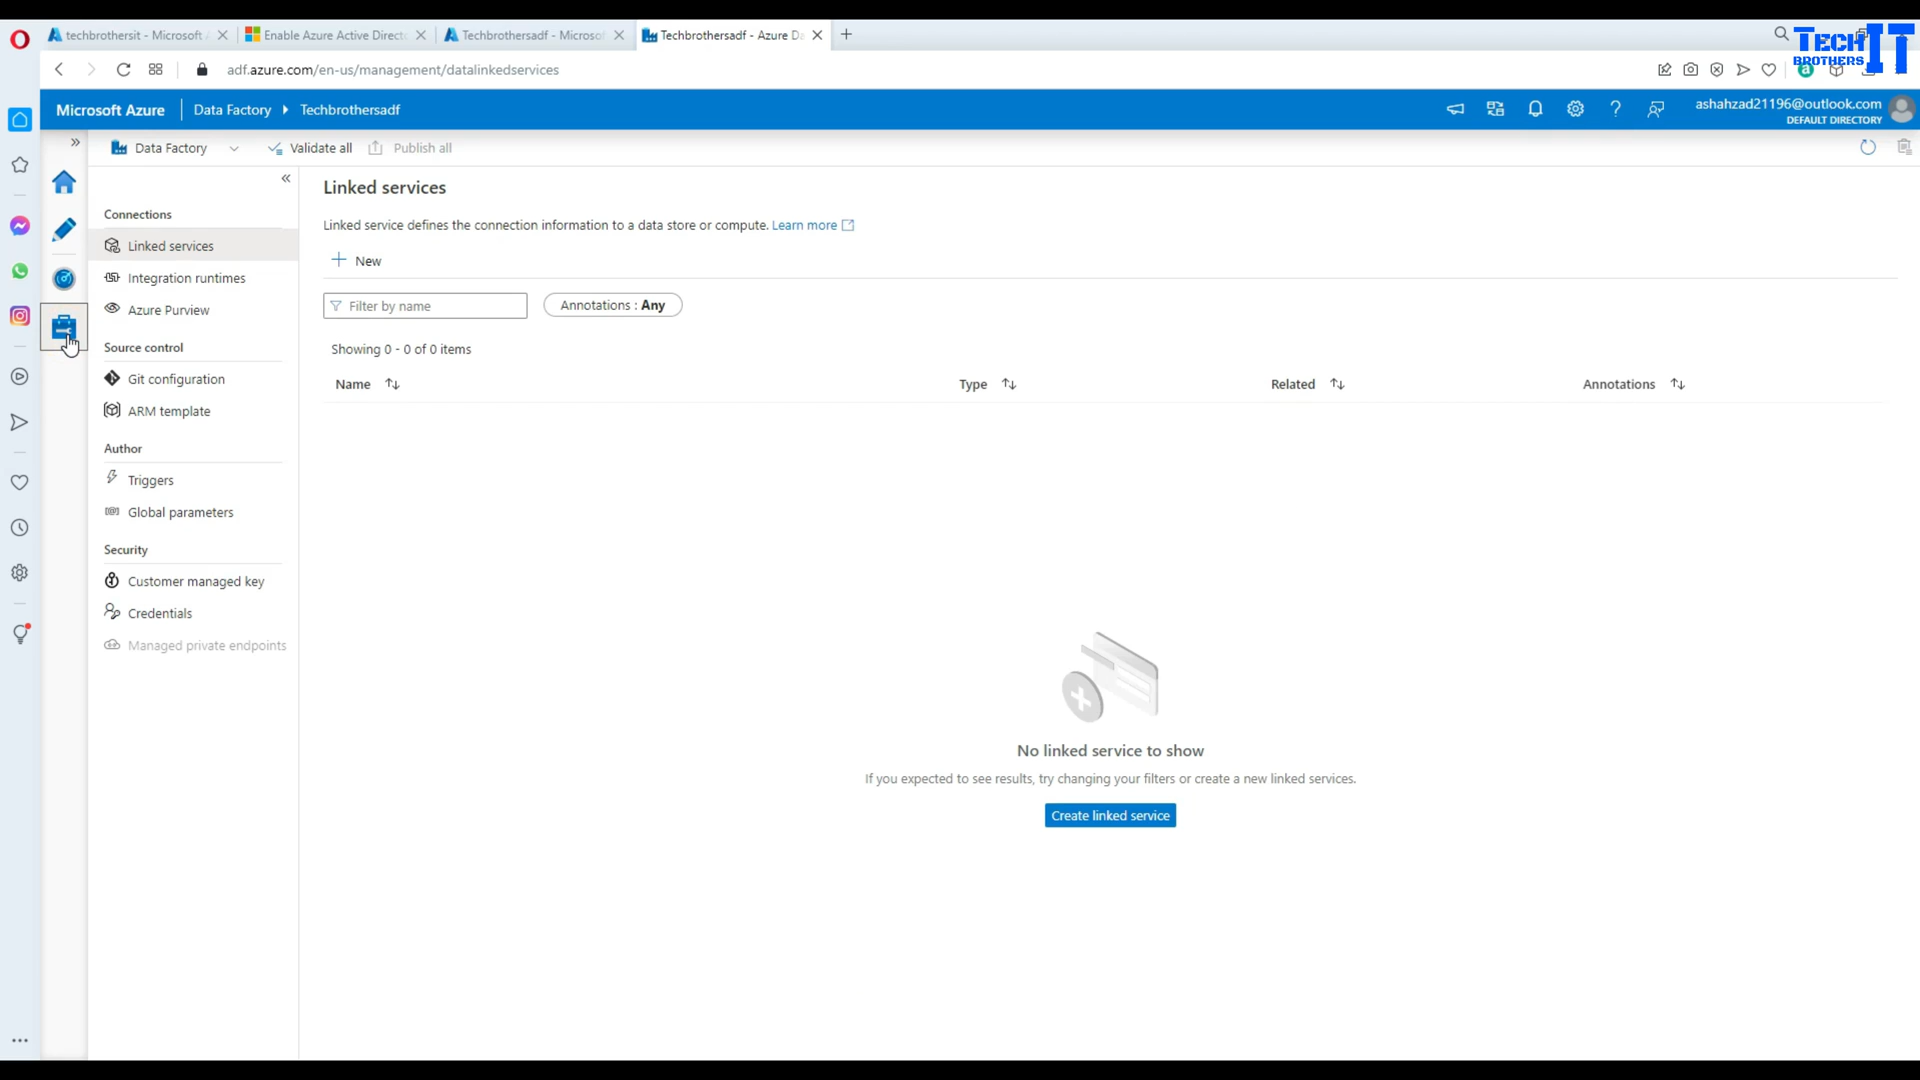 techbrothersit - Microsoft A
Enable Azure Active Directo
Techbrothersadf - Microsof
Techbrothersadf - Azure Da
TECH IT
BROTHERS
adf.azure.com/en-us/management/datalinkedservices
Microsoft Azure
Data Factory
Techbrothersadf
ashahzad21196@outlook.com
DEFAULT DIRECTORY
Data Factory
Validate all
Publish all
Connections
Linked services
Integration runtimes
Azure Purview
Source control
Git configuration
ARM template
Author
Triggers
Global parameters
Security
Customer managed key
Credentials
Managed private endpoints
Linked services
Linked service defines the connection information to a data store or compute. Learn more
New
Filter by name
Annotations : Any
Showing 0 - 0 of 0 items
Name
Type
Related
Annotations
No linked service to show
If you expected to see results, try changing your filters or create a new linked services.
Create linked service